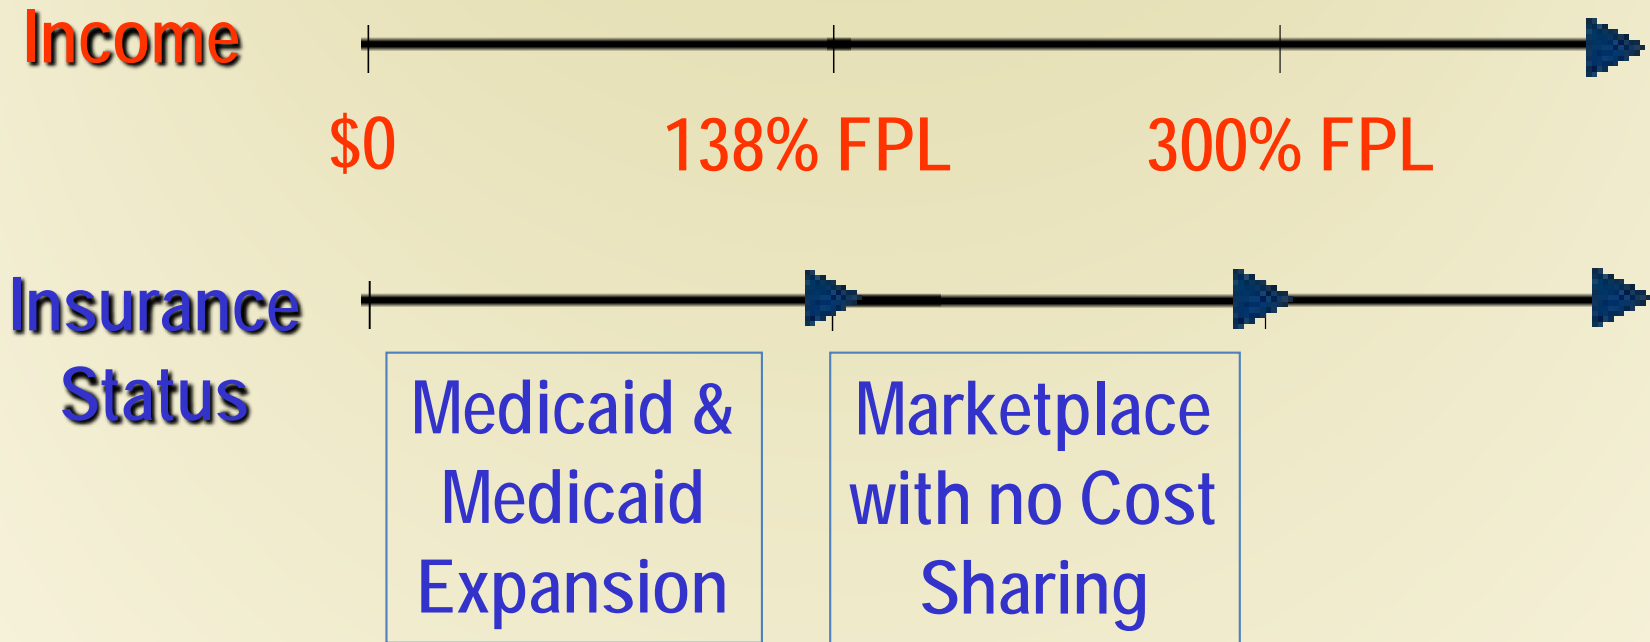 Income
$0 138% FPL 300% FPL
Insurance
Status
Medicaid &
Medicaid
Expansion
Marketplace
with no Cost
Sharing